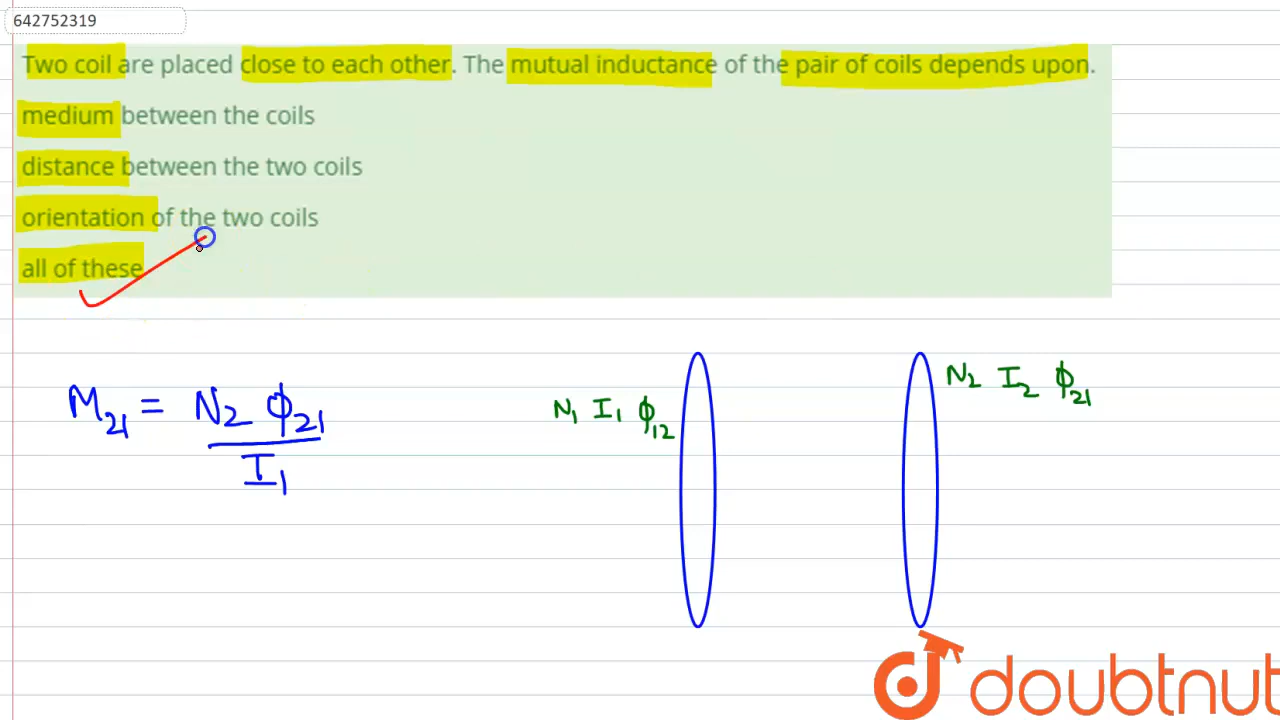 642752319
Two coil are placed close to each other. The mutual inductance of the pair of coils depends upon.
medium between the coils
distance between the two coils
orientation of the two coils
all of these
M21 = N2 ϕ21
I1
N1 I1 ϕ12
N2 I2 ϕ21
doubtnut